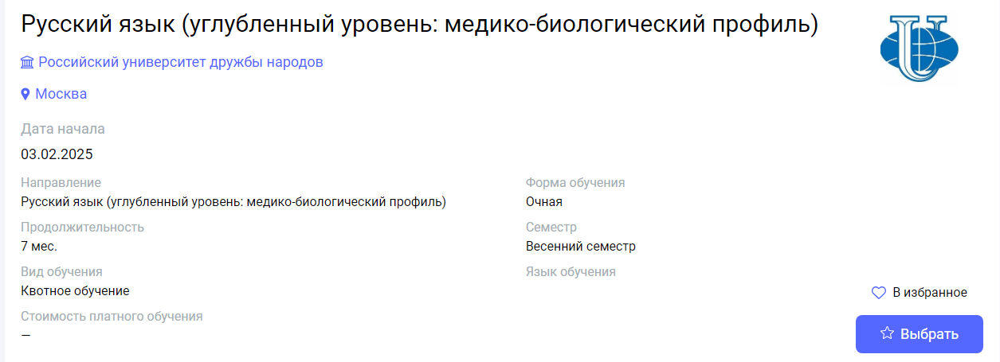 Русский язык (углубленный уровень: медико-биологический профиль)
Российский университет дружбы народов
Москва
Дата начала
03.02.2025
Направление
Русский язык (углубленный уровень: медико-биологический профиль)
Форма обучения
Очная
Продолжительность
7 мес.
Семестр
Весенний семестр
Вид обучения
Квотное обучение
Язык обучения
Стоимость платного обучения
—
В избранное
Выбрать